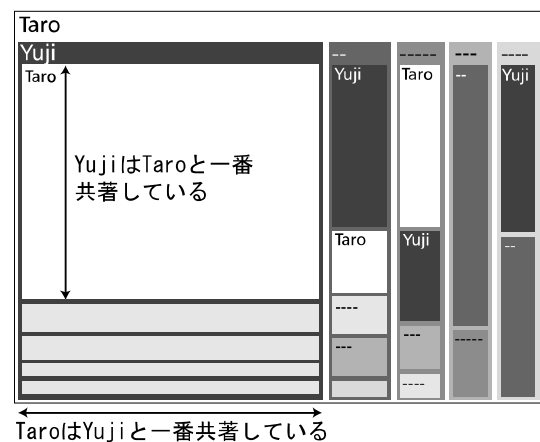 Taro
Yuji
--
-----
---
----
Taro
Yuji
Taro
--
Yuji
YujiはTaroと一番
共著している
Taro
Yuji
--
----
---
---
-----
----
TaroはYujiと一番共著している